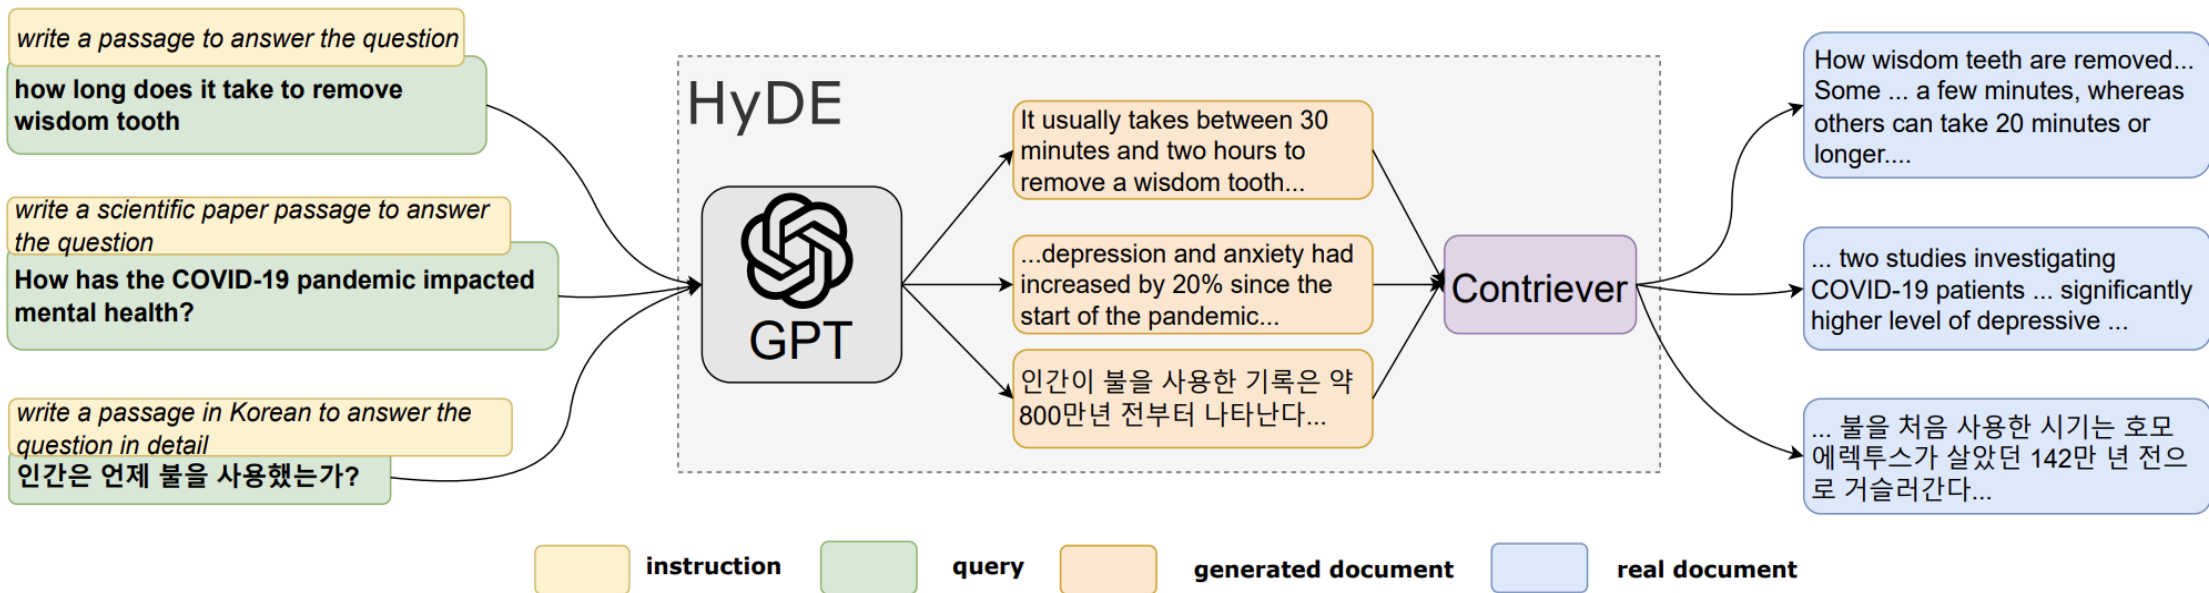 write a passage to answer the question
how long does it take to remove
wisdom tooth
write a scientific paper passage to answer
the question
How has the COVID-19 pandemic impacted
mental health?
write a passage in Korean to answer the
question in detail
인간은 언제 불을 사용했는가?
HyDE
GPT
It usually takes between 30
minutes and two hours to
remove a wisdom tooth...
...depression and anxiety had
increased by 20% since the
start of the pandemic...
인간이 불을 사용한 기록은 약
800만년 전부터 나타난다...
Contriever
How wisdom teeth are removed...
Some ... a few minutes, whereas
others can take 20 minutes or
longer....
... two studies investigating
COVID-19 patients ... significantly
higher level of depressive ...
... 불을 처음 사용한 시기는 호모
에렉투스가 살았던 142만 년 전으
로 거슬러간다...
instruction
query
generated document
real document